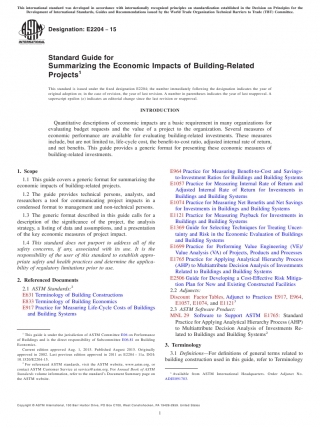 This international standard was developed in accordance with internationally recognized principles on standardization established in the Decision on Principles for the
Development of International Standards, Guides and Recommendations issued by the World Trade Organization Technical Barriers to Trade (TBT) Committee.
Designation: E2204 - 15
Standard Guide for
Summarizing the Economic Impacts of Building-Related
Projects1
This standard is issued under the fixed designation E2204; the number immediately following the designation indicates the year of
original adoption or, in the case of revision, the year of last revision. A number in parentheses indicates the year of last reapproval. A
superscript epsilon (ε) indicates an editorial change since the last revision or reapproval.
INTRODUCTION
Quantitative descriptions of economic impacts are a basic requirement in many organizations for
evaluating budget requests and the value of a project to the organization. Several measures of
economic performance are available for evaluating building-related investments. These measures
include, but are not limited to, life-cycle cost, the benefit-to-cost ratio, adjusted internal rate of return,
and net benefits. This guide provides a generic format for presenting these economic measures of
building-related investments.
1. Scope
1.1 This guide covers a generic format for summarizing the
economic impacts of building-related projects.
1.2 The guide provides technical persons, analysts, and
researchers a tool for communicating project impacts in a
condensed format to management and non-technical persons.
1.3 The generic format described in this guide calls for a
description of the significance of the project, the analysis
strategy, a listing of data and assumptions, and a presentation
of the key economic measures of project impact.
1.4 This standard does not purport to address all of the
safety concerns, if any, associated with its use. It is the
responsibility of the user of this standard to establish appro-
priate safety and health practices and determine the applica-
bility of regulatory limitations prior to use.
2. Referenced Documents
2.1 ASTM Standards:2
E631 Terminology of Building Constructions
E833 Terminology of Building Economics
E917 Practice for Measuring Life-Cycle Costs of Buildings
and Building Systems
1 This guide is under the jurisdiction of ASTM Committee E06 on Performance
of Buildings and is the direct responsibility of Subcommittee E06.81 on Building
Economics.
Current edition approved Aug. 1, 2015. Published August 2015. Originally
approved in 2002. Last previous edition approved in
2 For referenced ASTM standards, visit the ASTM website, www.astm.org, or
contact ASTM Customer Service at service@astm.org. For Annual Book of ASTM
Standards volume information, refer to the standard's Document Summary page on
the ASTM website.
E964 Practice for Measuring Benefit-to-Cost and Savings-
to-Investment Ratios for Buildings and Building Systems
E1057 Practice for Measuring Internal Rate of Return and
Adjusted Internal Rate of Return for Investments in
Buildings and Building Systems
E1074 Practice for Measuring Net Benefits and Net Savings
for Investments in Buildings and Building Systems
E1121 Practice for Measuring Payback for Investments in
Buildings and Building Systems
E1369 Guide for Selecting Techniques for Treating Uncer-
tainty and Risk in the Economic Evaluation of Buildings
and Building Systems
E1699 Practice for Performing Value Engineering (VE)/
Value Analysis (VA) of Projects, Products and Processes
E1765 Practice for Applying Analytical Hierarchy Process
(AHP) to Multiattribute Decision Analysis of Investments
Related to Buildings and Building Systems
E2506 Guide for Developing a Cost-Effective Risk Mitiga-
tion Plan for New and Existing Constructed Facilities
2.2 Adjuncts:
Discount Factor Tables, Adjunct to Practices E917, E964,
E1057, E1074, and E1121
2.3 ASTM Software Product:
MNL 29 Software to Support ASTM E1765: Standard
Practice for Applying Analytical Hierarchy Process (AHP)
to Multiattribute Decision Analysis of Investments Re-
lated to Buildings and Building Systems
3. Terminology
3.1 Definitions—For definitions of general terms related to
building construction used in this guide, refer to Terminology
Available from ASTM International Headquarters. Order Adjunct No.
Copyright © ASTM International, 100 Barr Harbor Drive, PO Box C700, West Conshohocken, PA 19428-2959. United States
1